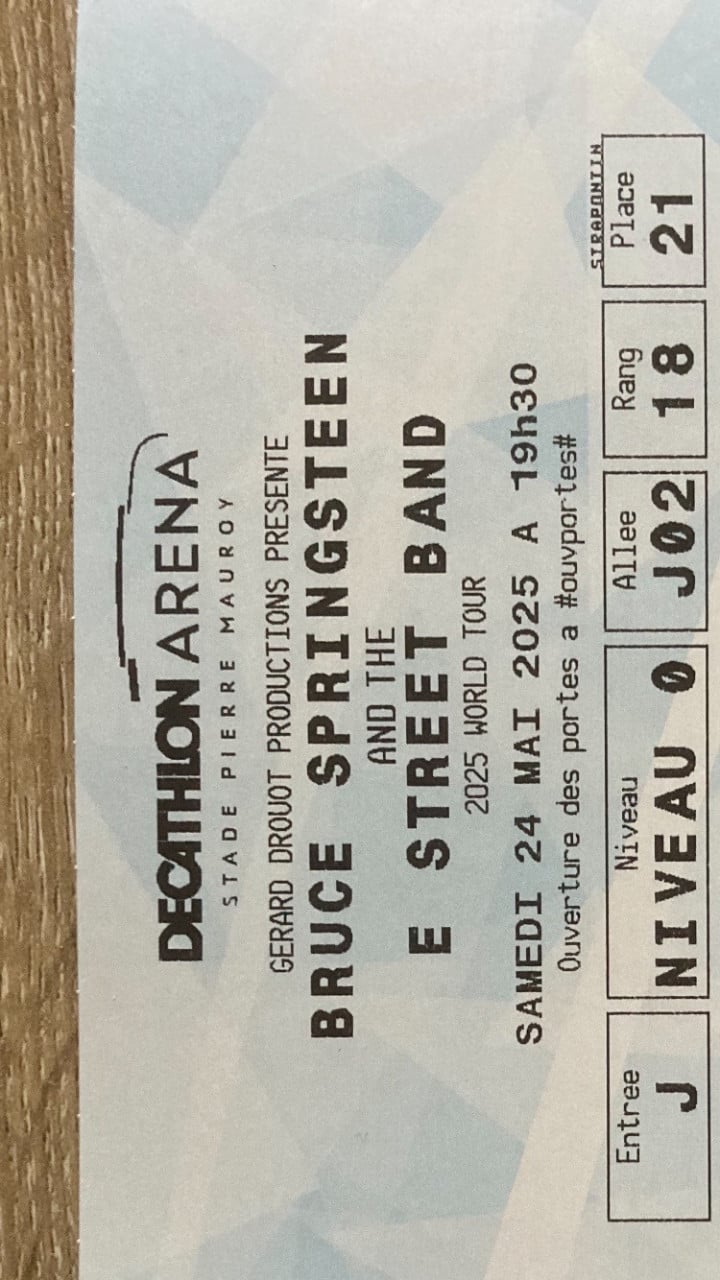 DECATHLON ARENA
STADE PIERRE MAUROY
GERARD DROUOT PRODUCTIONS PRESENTE
BRUCE SPRINGSTEEN
AND THE
E STREET BAND
2025 WORLD TOUR
SAMEDI 24 MAI 2025 A 19h30
Ouverture des portes a #ouvportes#
STRAPONTIN
Entree Niveau Allee Rang Place
J NIVEAU 0 J02 18 21